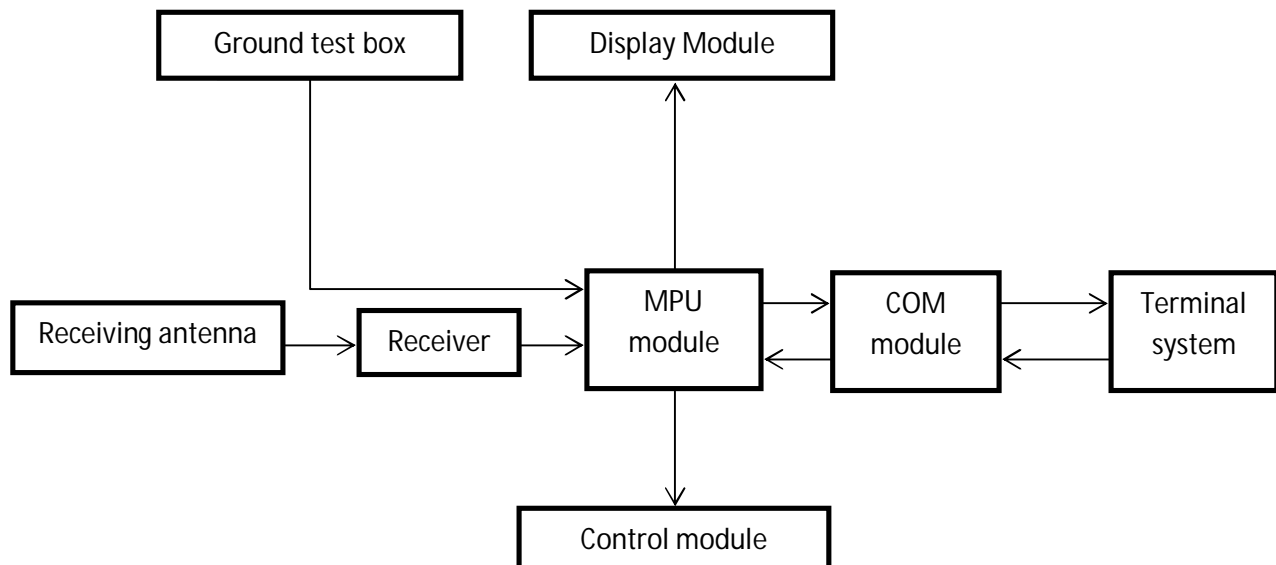 Ground test box
Display Module
MPU
module
COM
module
Terminal
system
Receiving antenna
Receiver
Control module